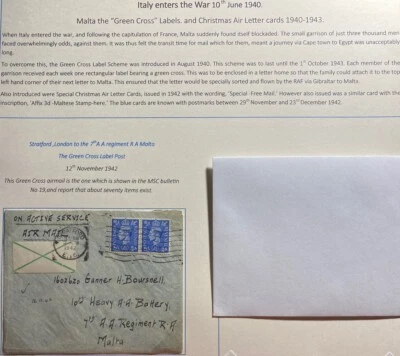 Italy enters the War 10th June 1940.
Malta the "Green Cross" Labels. and Christmas Air Letter cards 1940-1943.
When Italy entered the war, and following the capitulation of France, Malta suddenly found itself blockaded. The small garrison of just three thousand men
faced overwhelmingly odds, against them. It was thus felt the transit time for mail which for them, meant a journey via Cape town to Egypt was unacceptably
long.
To overcome this, the Green Cross Label Scheme was introduced in August 1940. This scheme was to last until the 1st October 1943. Each member of the
garrison received each week one rectangular label bearing a green cross. This was to be enclosed in a letter home so that the family could attach it to the top
left hand corner of their next letter to Malta. This ensured that the letter would be specially sorted and flown by the RAF via Gibraltar to Malta.
Also introduced were Special Christmas Air Letter Cards, issued in 1942 with the wording, 'Special Free Mail.' However also issued was a similar card with the
inscription, 'Affix 3d -Maltese Stamp-here.' The blue cards are known with postmarks between 29th November and 23rd December 1942.
Stratford, London to the 7th A A regiment R A Malta
The Green Cross Label Post
12th November 1942
This Green Cross airmail is the one which is shown in the MSC bulletin
No 19,and report that about seventy items exist.
ON ACTIVE SERVICE
AIR MAIL
Gunner H. Boursnell,
10th Heavy A.A. Battery,
7th A.A. Regiment R.A.
Malta